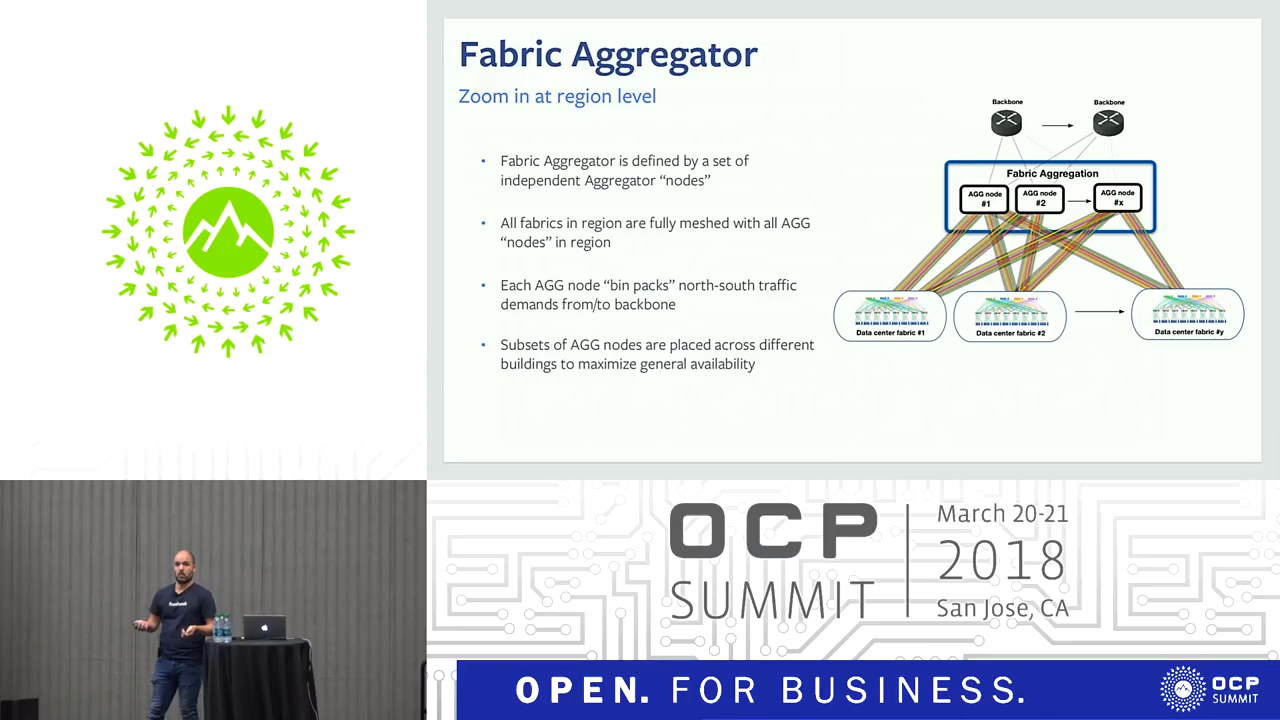 Fabric Aggregator
Zoom in at region level
• Fabric Aggregator is defined by a set of
independent Aggregator “nodes”
• All fabrics in region are fully meshed with all AGG
“nodes” in region
• Each AGG node “bin packs” north-south traffic
demands from/to backbone
• Subsets of AGG nodes are placed across different
buildings to maximize general availability
Backbone
Backbone
Fabric Aggregation
AGG node
#1
AGG node
#2
AGG node
#x
Data center fabric #1
Data center fabric #2
Data center fabric #y
facebook
OCP
SUMMIT
March 20-21
2018
San Jose, CA
OPEN. FOR BUSINESS.
OCP
SUMMIT